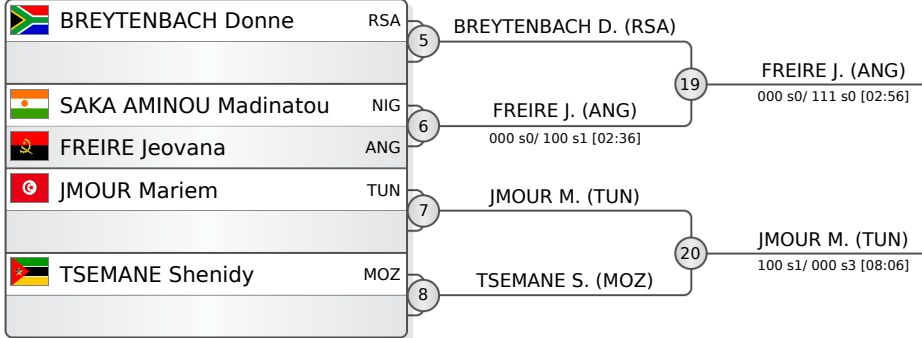 BREYTENBACH Donne RSA
5
BREYTENBACH D. (RSA)
SAKA AMINOU Madinatou NIG
6
FREIRE J. (ANG)
000 s0/ 100 s1 [02:36]
FREIRE Jeovana ANG
19
FREIRE J. (ANG)
000 s0/ 111 s0 [02:56]
JMOUR Mariem TUN
7
JMOUR M. (TUN)
TSEMANE Shenidy MOZ
8
TSEMANE S. (MOZ)
20
JMOUR M. (TUN)
100 s1/ 000 s3 [08:06]